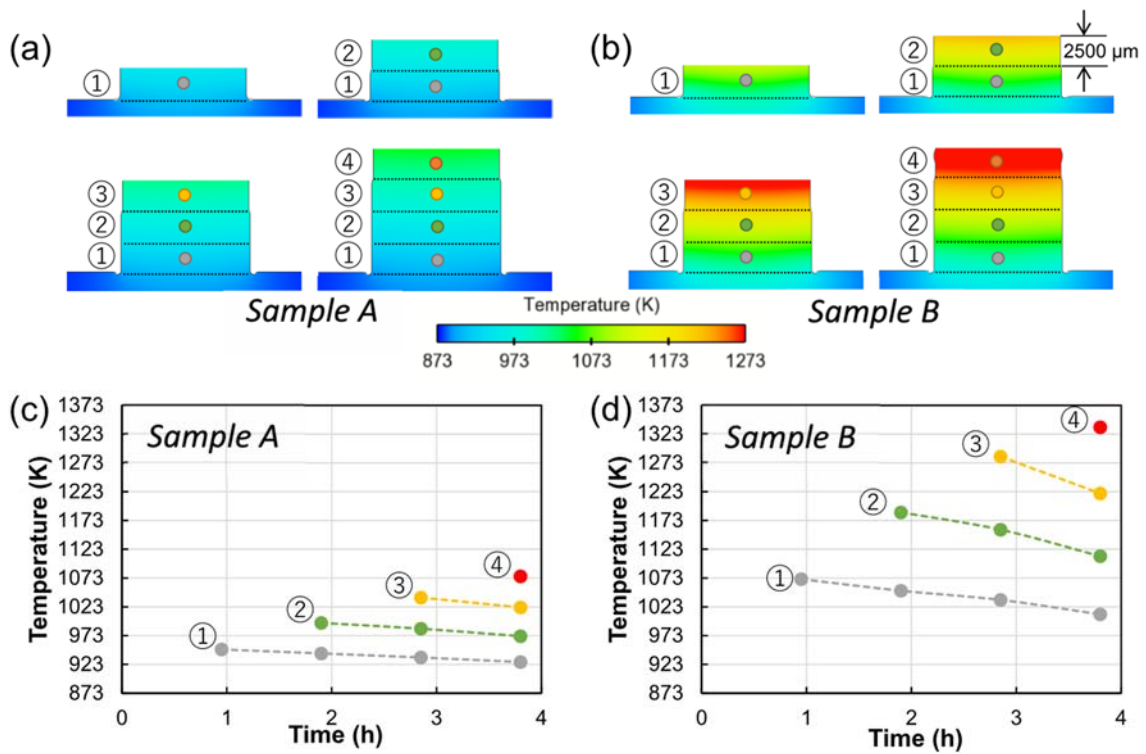 (a)
①
②
①
③
②
①
④
③
②
①
Sample A
(b)
①
②
①
2500 μm
③
②
①
④
③
②
①
Sample B
Temperature (K)
873 973 1073 1173 1273
(c)
Sample A
Temperature (K)
1373
1323
1273
1223
1173
1123
1073
1023
973
923
873
①
②
③
④
0 1 2 3 4
Time (h)
(d)
Sample B
Temperature (K)
1373
1323
1273
1223
1173
1123
1073
1023
973
923
873
①
②
③
④
0 1 2 3 4
Time (h)